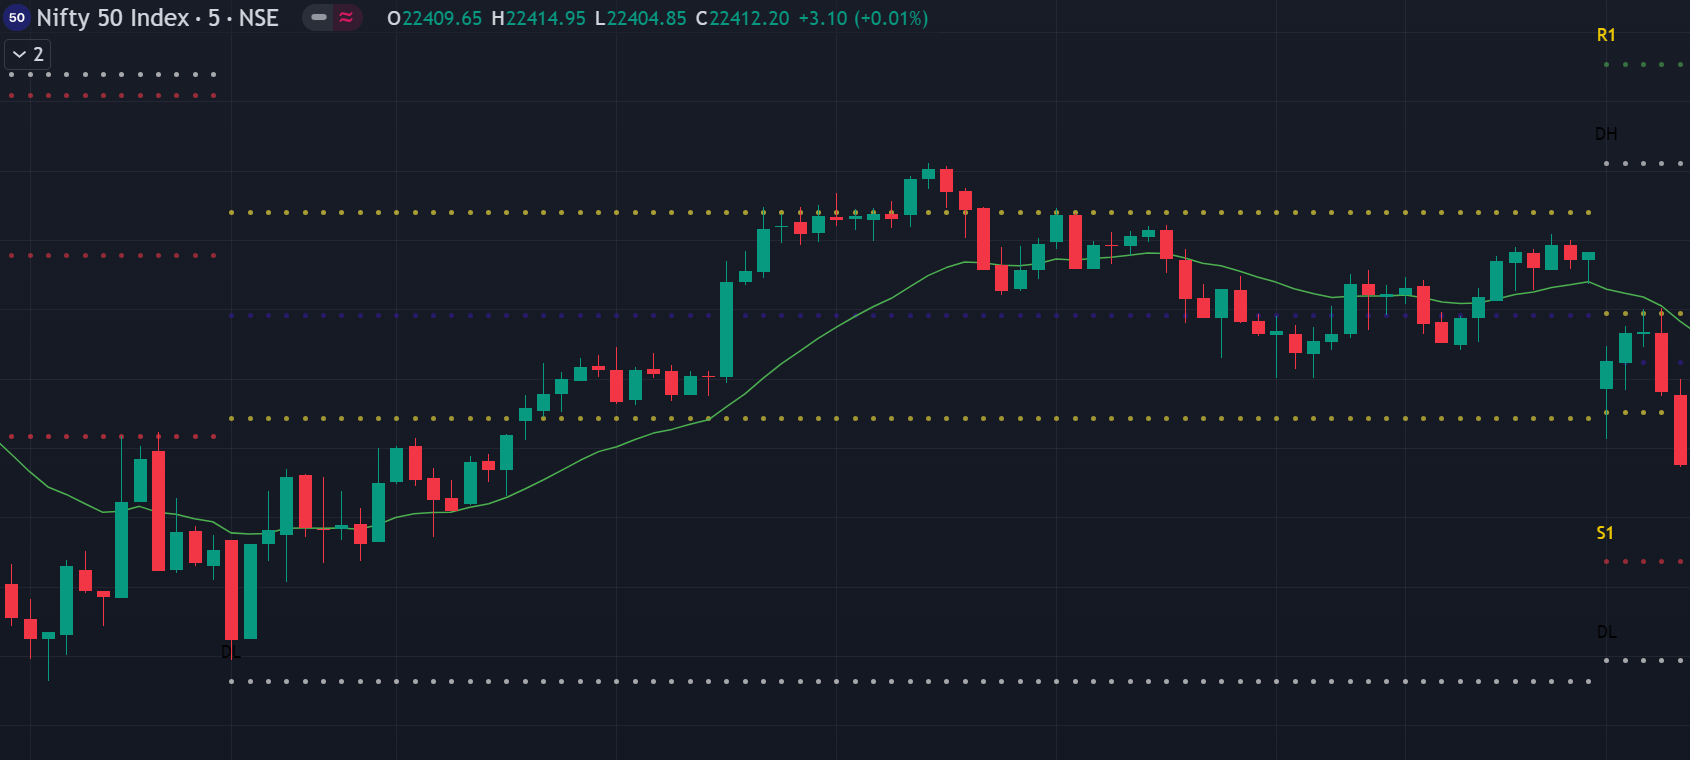 50 Nifty 50 Index · 5 · NSE O22409.65 H22414.95 L22404.85 C22412.20 +3.10 (+0.01%)
2
R1
DH
S1
DL
DL